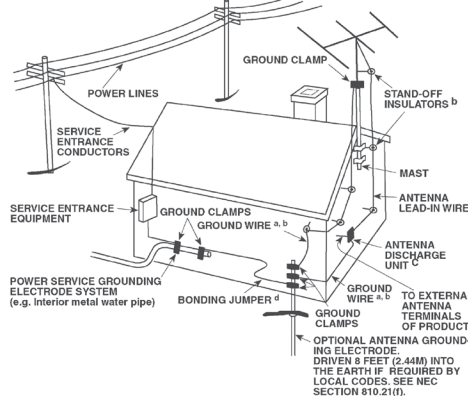 GROUND CLAMP
POWER LINES
STAND-OFF
INSULATORS b
SERVICE
ENTRANCE
CONDUCTORS
MAST
ANTENNA
LEAD-IN WIRE
SERVICE ENTRANCE
EQUIPMENT
GROUND CLAMPS
GROUND WIRE a, b
ANTENNA
DISCHARGE
UNIT C
POWER SERVICE GROUNDING
ELECTRODE SYSTEM
(e.g. Interior metal water pipe)
BONDING JUMPER d
GROUND
WIRE a, b
TO EXTERNA
ANTENNA
TERMINALS
OF PRODUCT
GROUND
CLAMPS
OPTIONAL ANTENNA GROUND-
ING ELECTRODE.
DRIVEN 8 FEET (2.44M) INTO
THE EARTH IF REQUIRED BY
LOCAL CODES. SEE NEC
SECTION 810.21(f).